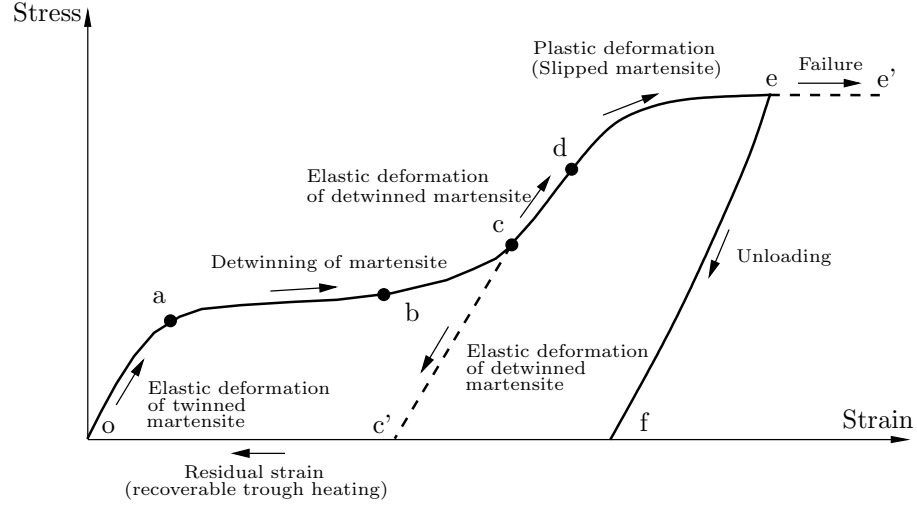 Stress
Plastic deformation
(Slipped martensite)
Failure
e
e'
d
Elastic deformation
of detwinned martensite
c
Unloading
Detwinning of martensite
a
b
Elastic deformation
of detwinned
martensite
Elastic deformation
of twinned
martensite
o
c'
f
Strain
Residual strain
(recoverable trough heating)